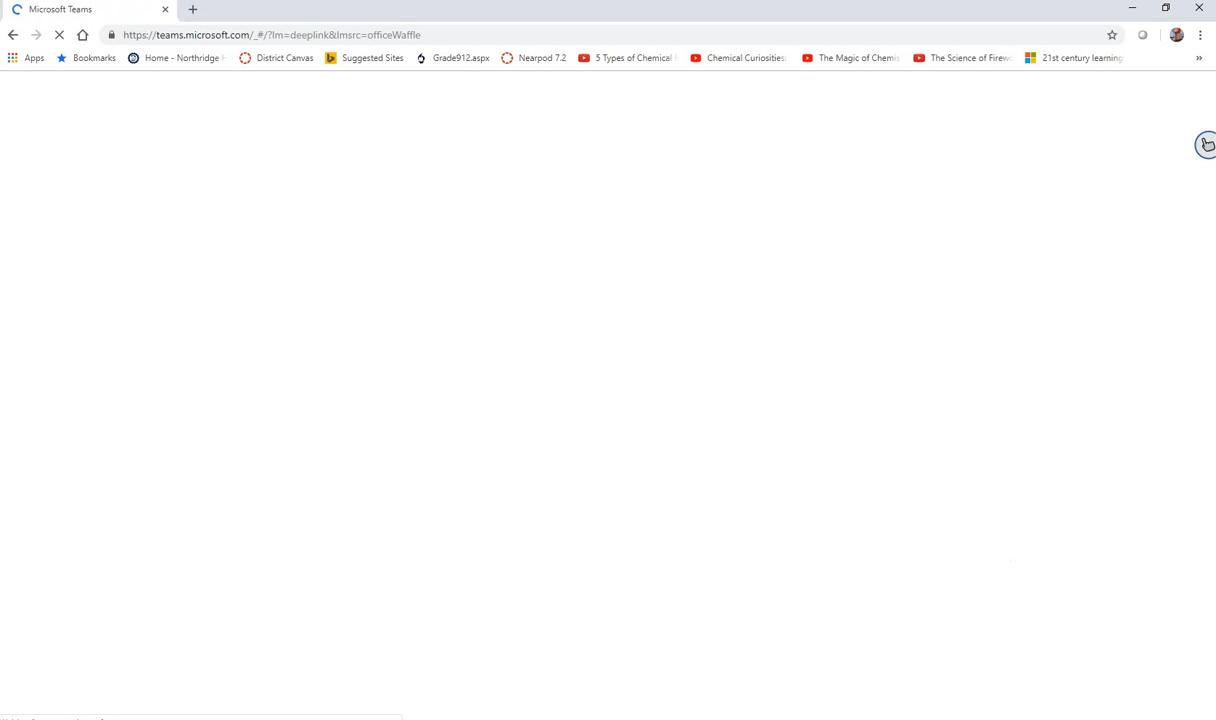 Microsoft Teams
https://teams.microsoft.com/_#/?lm=deeplink&lmsrc=officeWaffle
Apps Bookmarks Home - Northridge District Canvas Suggested Sites Grade912.aspx Nearpod 7.2 5 Types of Chemical Chemical Curiosities: The Magic of Chemis The Science of Firew 21st century learning »